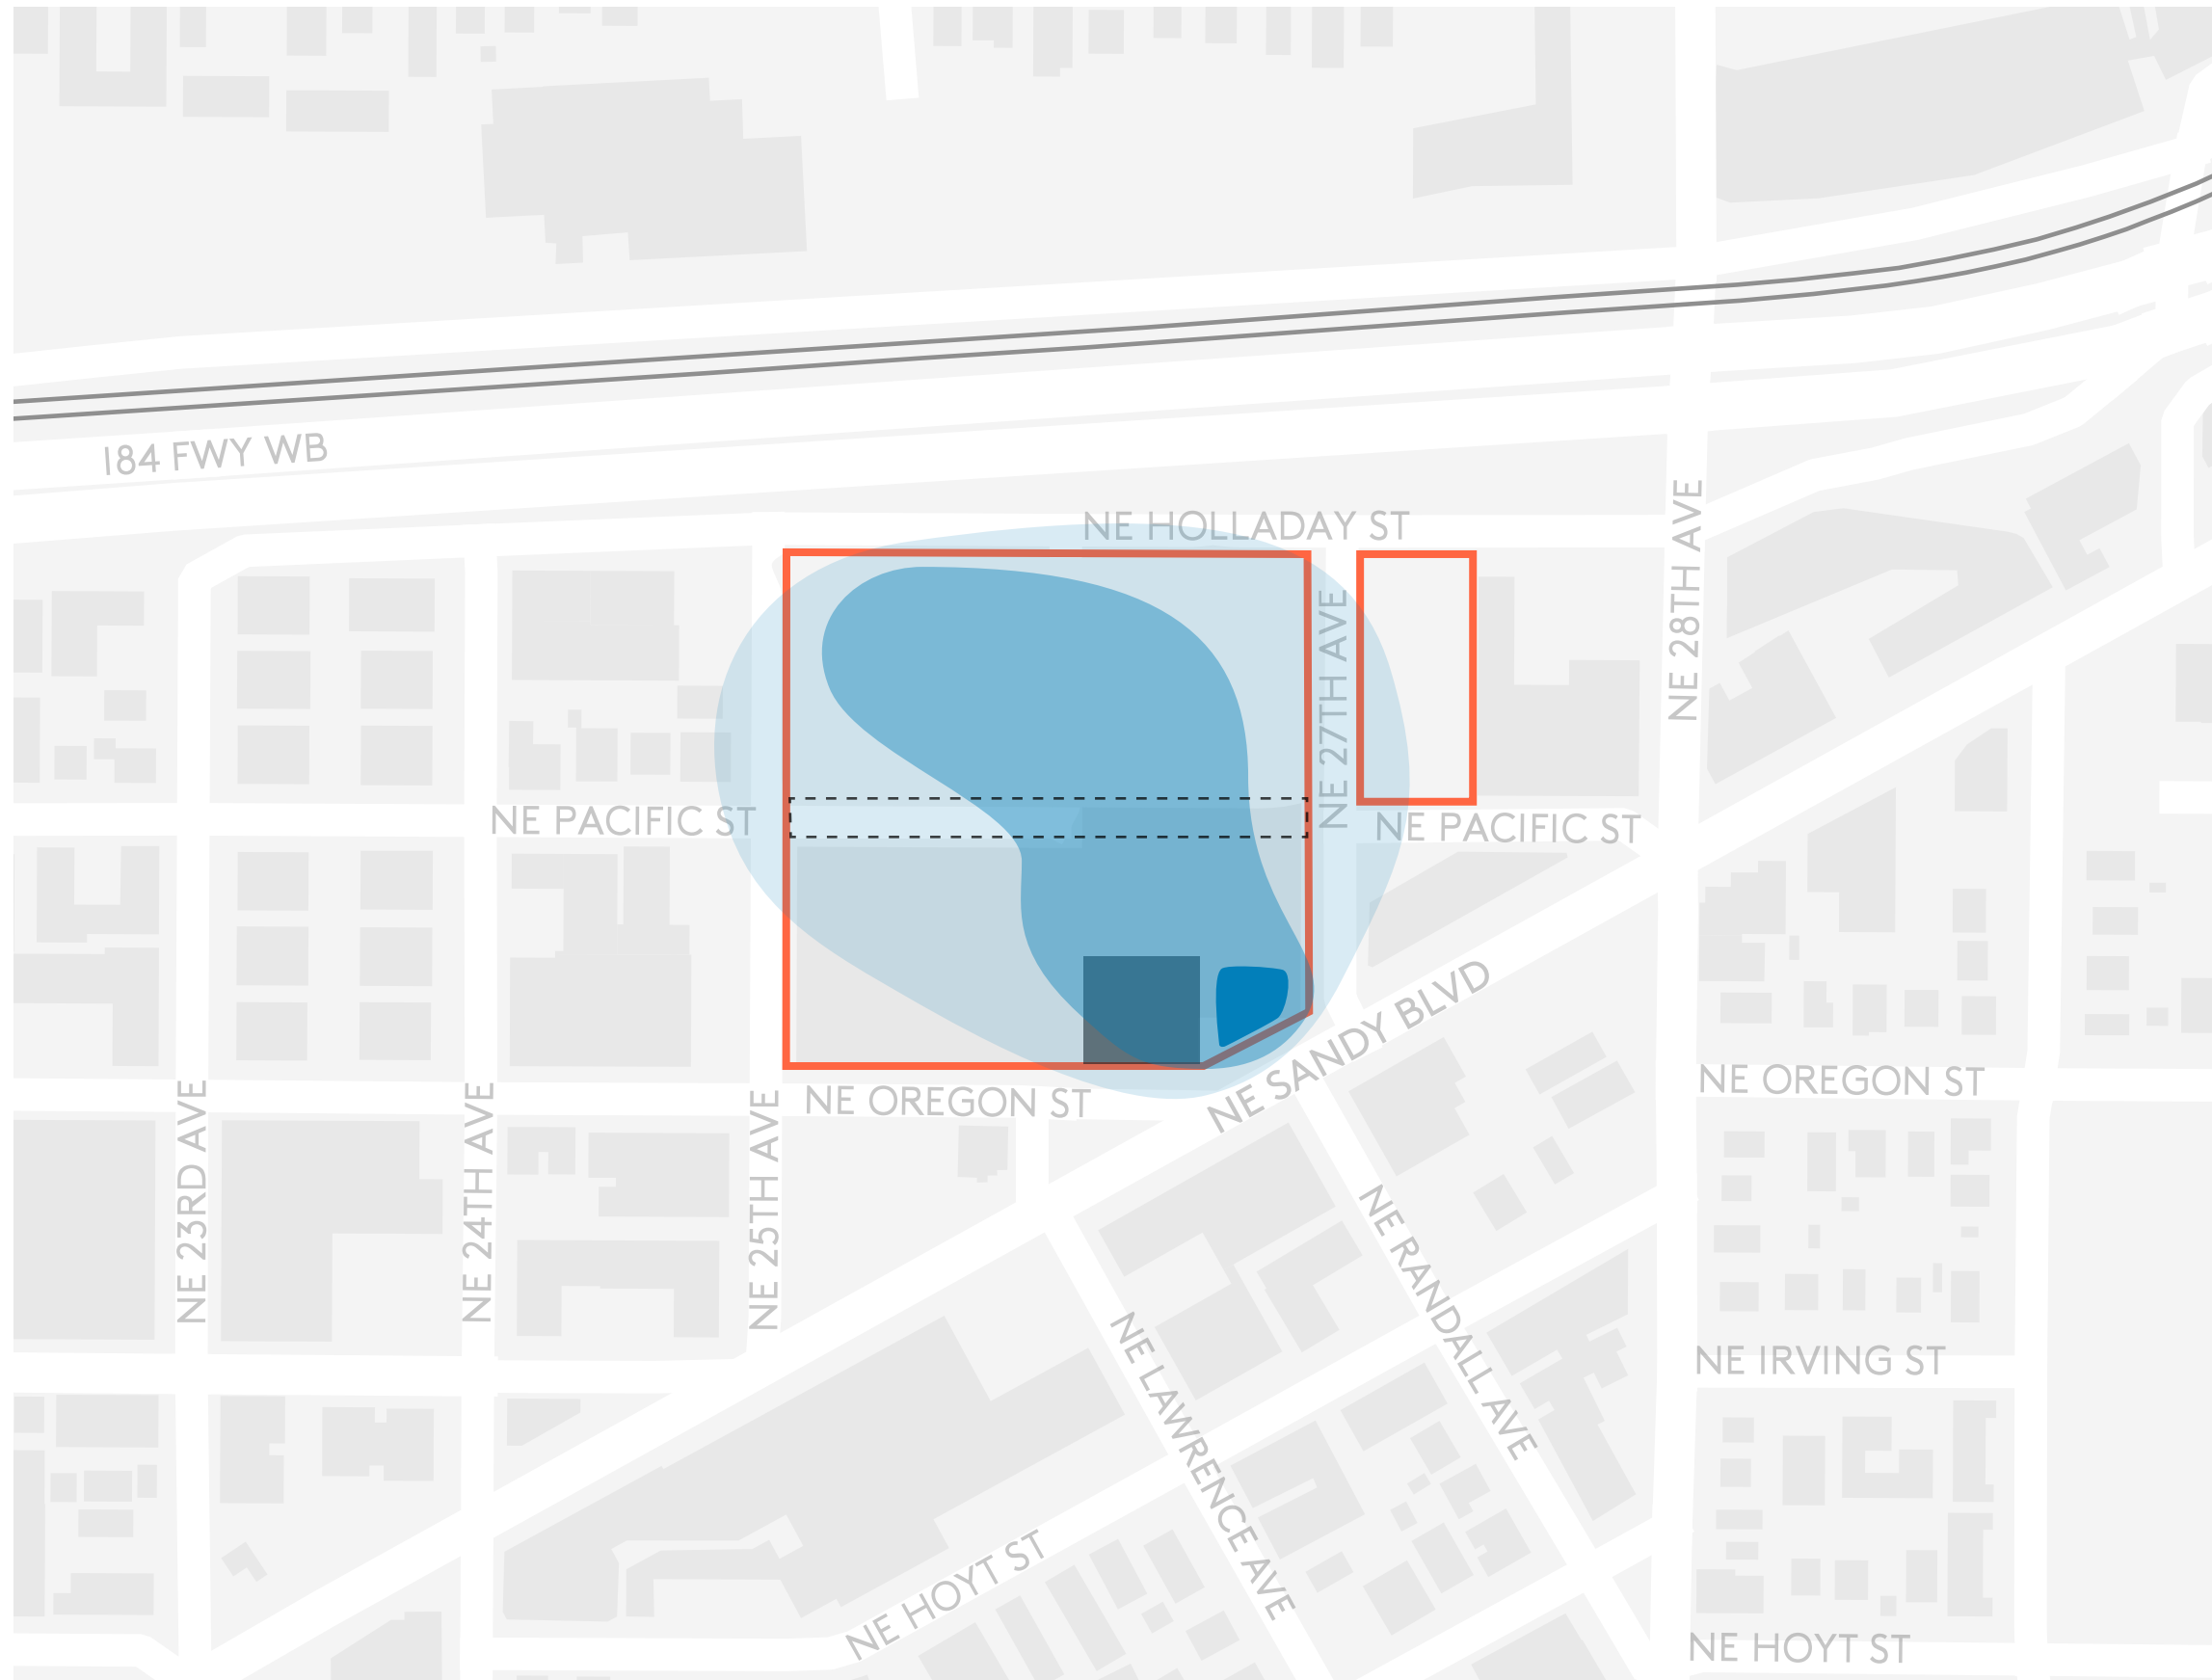 184 FWY WB
NE HOLLADAY ST
NE 28TH AVE
NE 27TH AVE
NE PACIFIC ST
NE PACIFIC ST
NE SANDY BLVD
NE OREGON ST
NE OREGON ST
NE 23RD AVE
NE 24TH AVE
NE 25TH AVE
NE RANDALL AVE
NE LAWRENCE AVE
NE IRVING ST
NE HOYT ST
NE HOYT ST